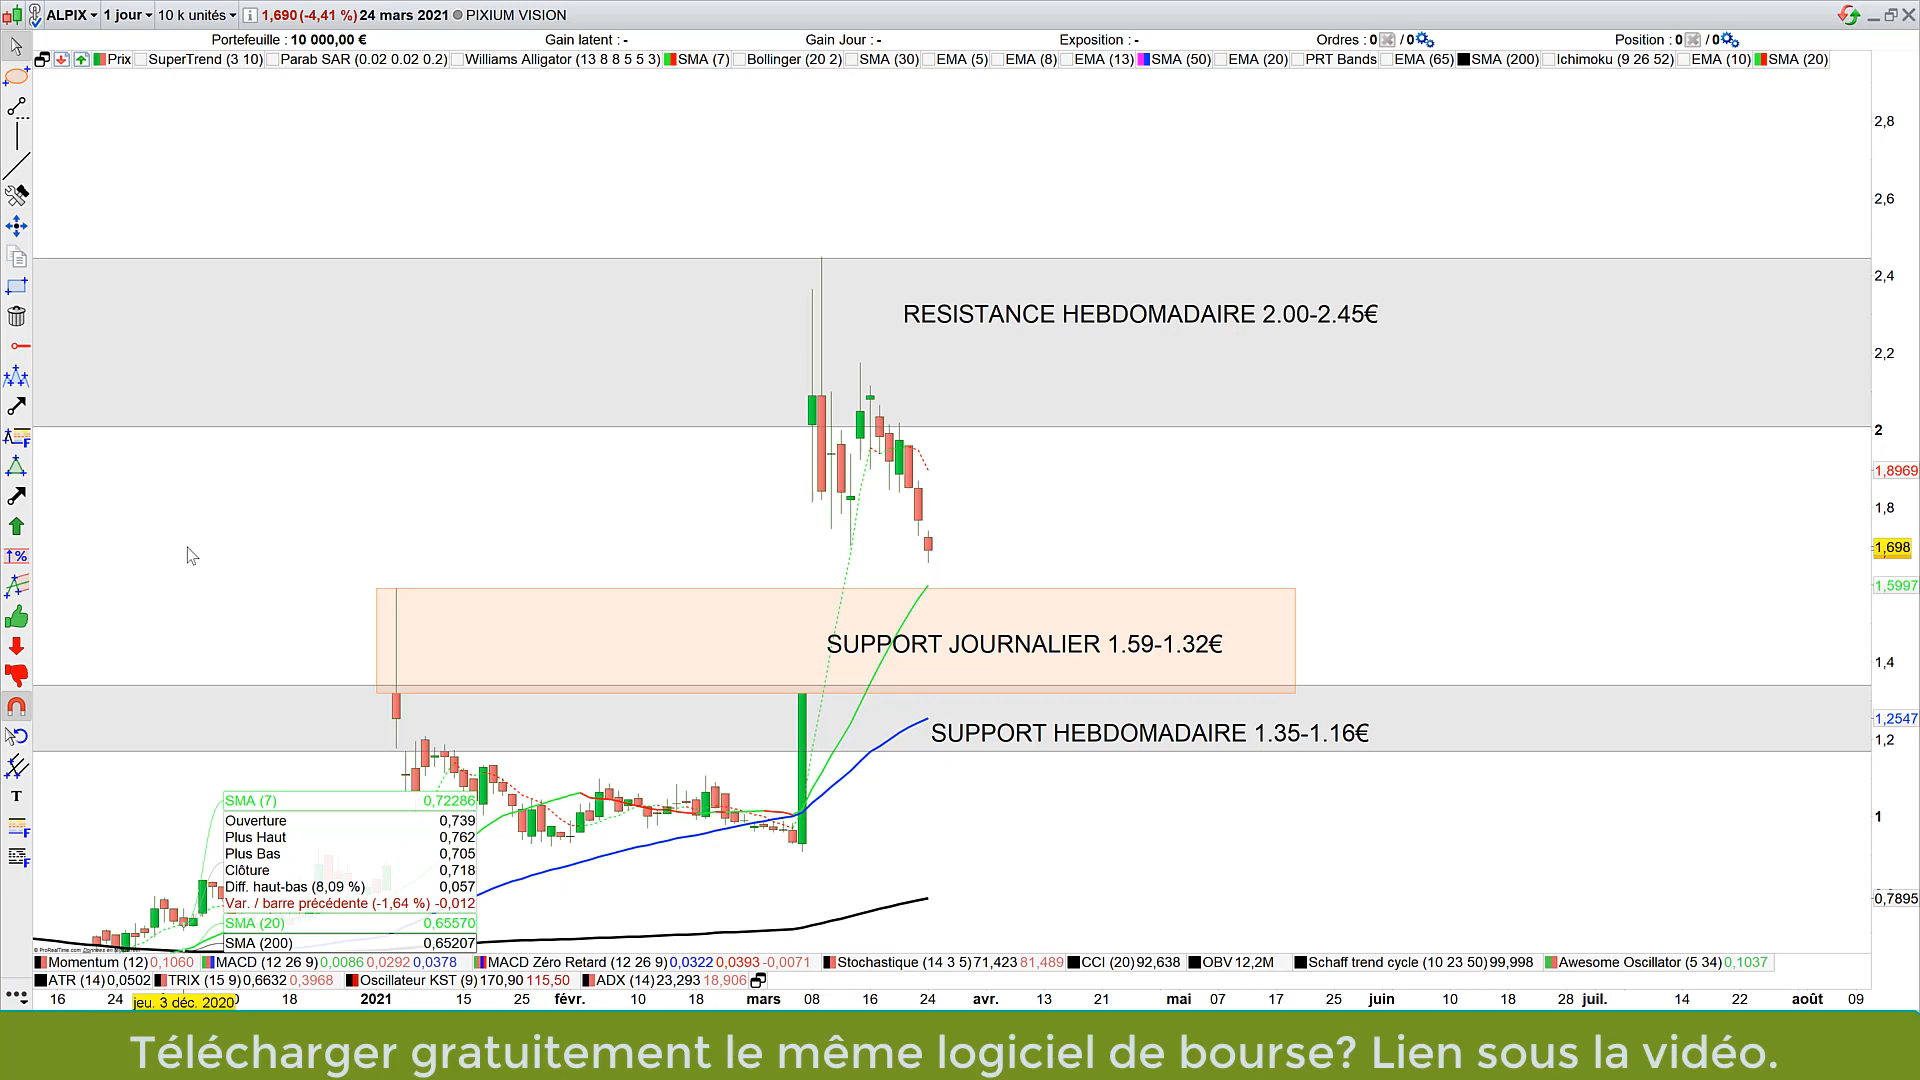 ALPIX 1 jour 10 k unités 1,690 (-4,41 %) 24 mars 2021 PIXIUM VISION
Portefeuille : 10 000,00 € Gain latent : - Gain Jour : - Exposition : - Ordres : 0 / 0 Position : 0 / 0
Prix SuperTrend (3 10) Parab SAR (0.02 0.02 0.2) Williams Alligator (13 8 8 5 5 3) SMA (7) Bollinger (20 2) SMA (30) EMA (5) EMA (8) EMA (13) SMA (50) EMA (20) PRT Bands EMA (65) SMA (200) Ichimoku (9 26 52) EMA (10) SMA (20)
2,8
2,6
2,4
RESISTANCE HEBDOMADAIRE 2.00-2.45€
2,2
2
1,8969
1,8
1,698
1,5997
SUPPORT JOURNALIER 1.59-1.32€
1,4
1,2547
SUPPORT HEBDOMADAIRE 1.35-1.16€
1,2
SMA (7) 0,72286
Ouverture 0,739
1
Plus Haut 0,762
Plus Bas 0,705
Clôture 0,718
Diff. haut-bas (8,09 %) 0,057
Var. / barre précédente (-1,64 %) -0,012
0,7895
SMA (20) 0,65570
SMA (200) 0,65207
© ProRealTime.com
Momentum (12) 0,1060 MACD (12 26 9) 0,0086 0,0292 0,0378 MACD Zéro Retard (12 26 9) 0,0322 0,0393 -0,0071 Stochastique (14 3 5) 71,423 81,489 CCI (20) 92,638 OBV 12,2M Schaff trend cycle (10 23 50) 99,998 Awesome Oscillator (5 34) 0,1037
ATR (14) 0,0502 TRIX (15 9) 0,6632 0,3968 Oscillateur KST (9) 170,90 115,50 ADX (14) 23,293 18,906
16 24 jeu. 3 déc. 2020 18 2021 15 25 févr. 10 18 mars 08 16 24 avr. 13 21 mai 07 17 25 juin 10 18 28 juil. 14 22 août 09
Télécharger gratuitement le même logiciel de bourse? Lien sous la vidéo.